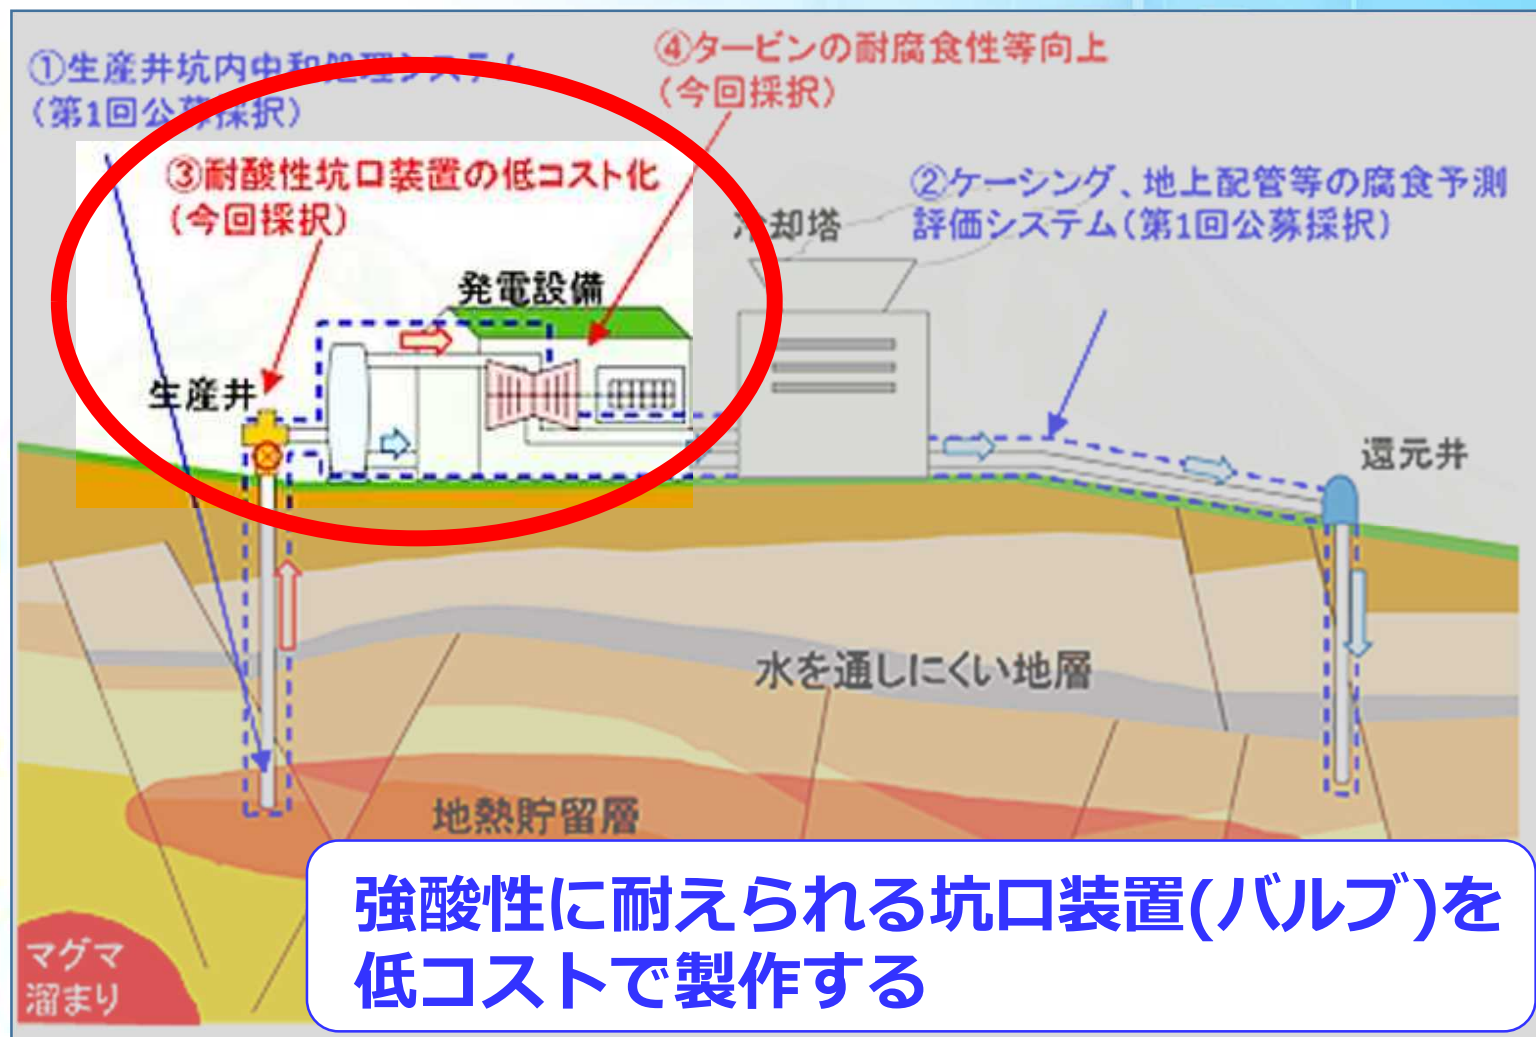 ①生産井坑内中和処理システム
(第1回公募採択)
④タービンの耐腐食性等向上
(今回採択)
③耐酸性坑口装置の低コスト化
(今回採択)
②ケーシング、地上配管等の腐食予測
評価システム(第1回公募採択)
冷却塔
発電設備
生産井
還元井
水を通しにくい地層
地熱貯留層
マグマ
溜まり
強酸性に耐えられる坑口装置(バルブ)を
低コストで製作する